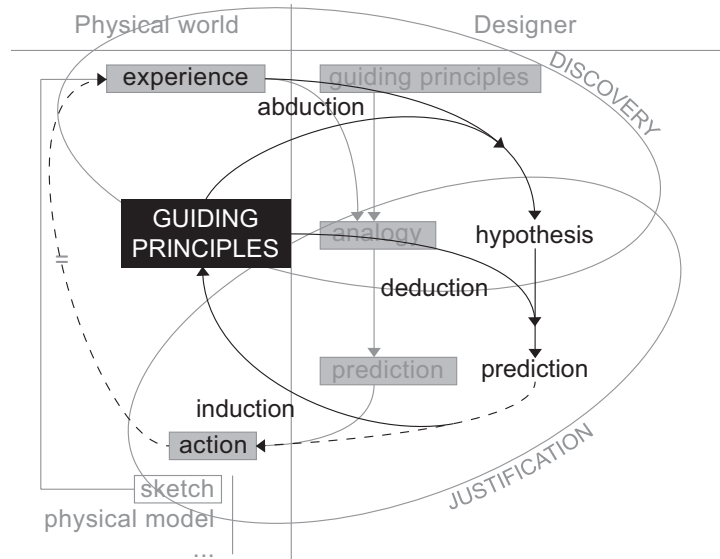 Physical world
Designer
experience
guiding principles
DISCOVERY
abduction
GUIDING
PRINCIPLES
analogy
hypothesis
=
deduction
prediction
prediction
induction
action
JUSTIFICATION
sketch
physical model
...